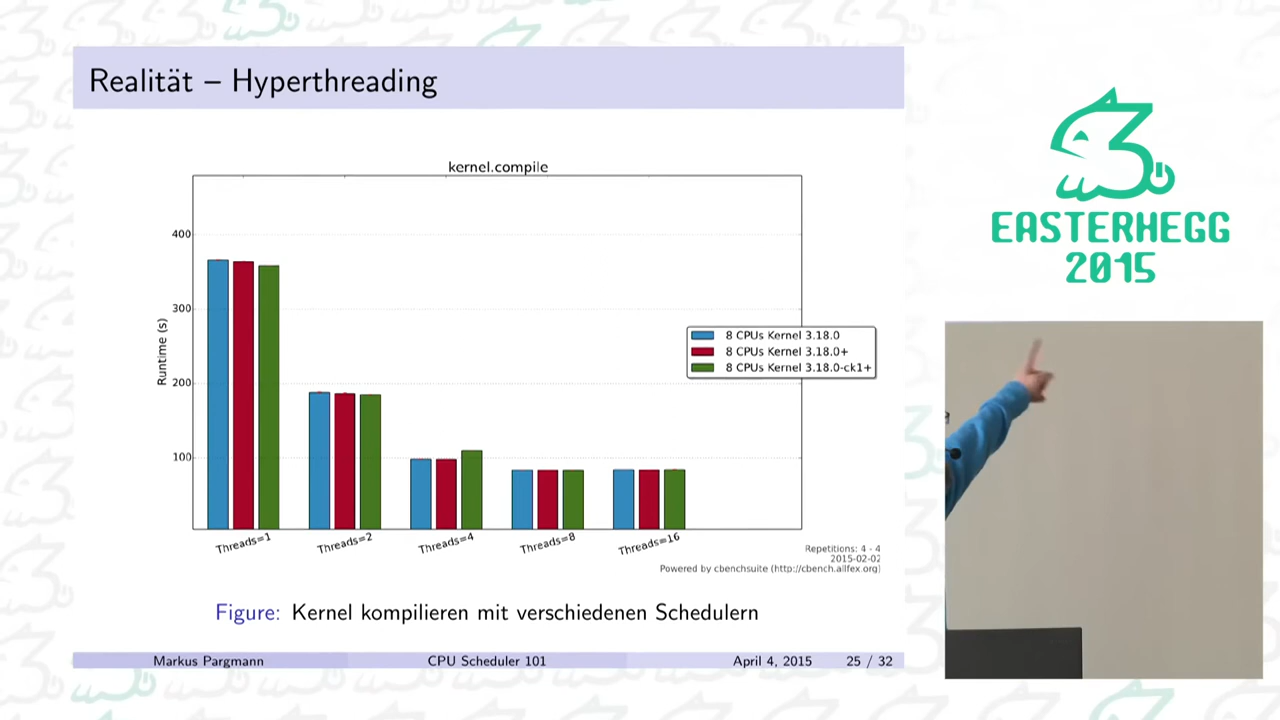 Realität – Hyperthreading
kernel.compile
400
300
200
100
Runtime (s)
8 CPUs Kernel 3.18.0
8 CPUs Kernel 3.18.0+
8 CPUs Kernel 3.18.0-ck1+
Threads=1
Threads=2
Threads=4
Threads=8
Threads=16
Repetitions: 4 - 4
2015-02-02
Powered by cbenchsuite (http://cbench.allfex.org)
Figure: Kernel kompilieren mit verschiedenen Schedulern
Markus Pargmann CPU Scheduler 101 April 4, 2015 25 / 32
EASTERHEGG
2015